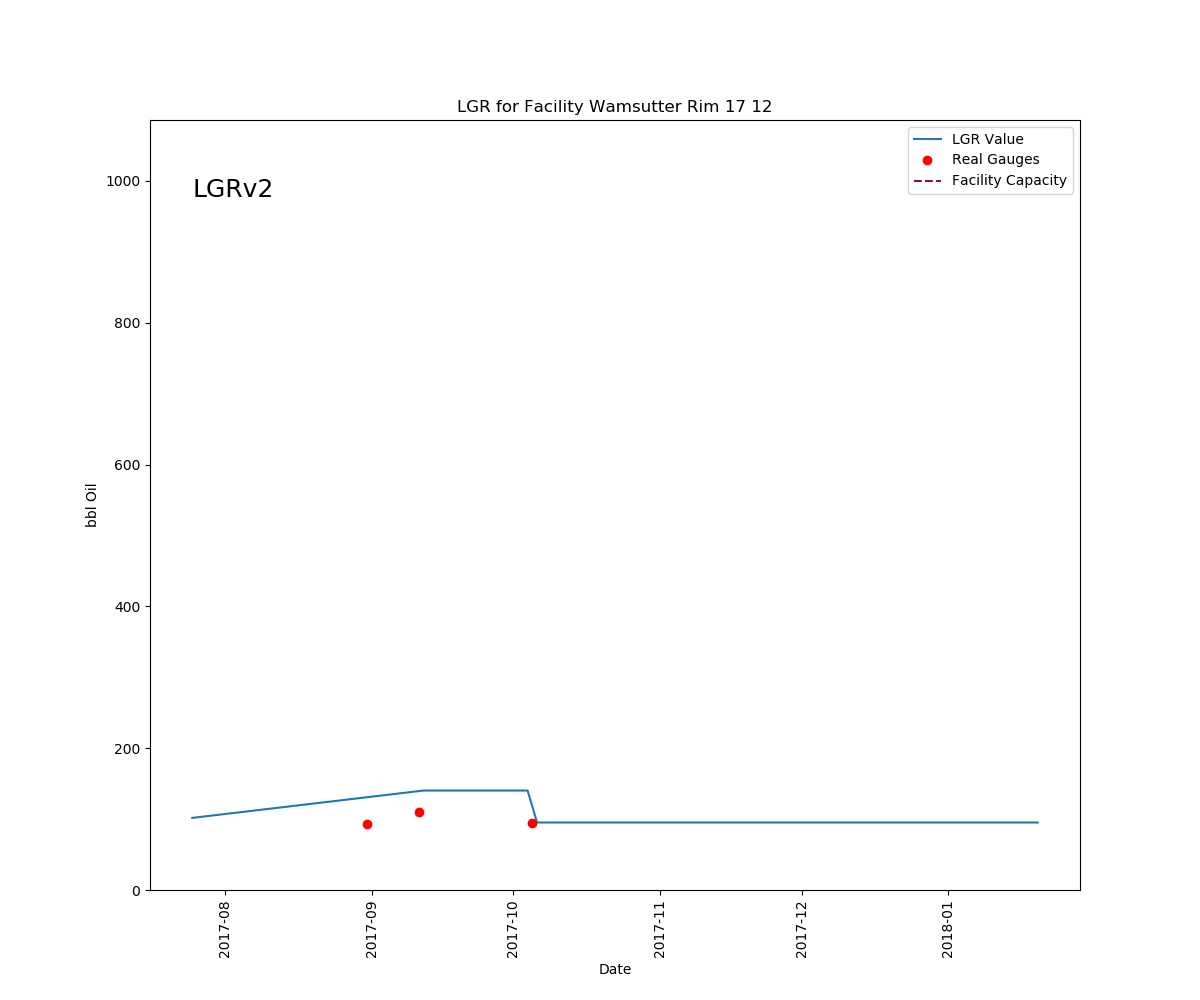 LGR for Facility Wamsutter Rim 17 12
LGRv2
LGR Value
Real Gauges
Facility Capacity
1000
800
600
400
200
0
bbl Oil
2017-08
2017-09
2017-10
2017-11
2017-12
2018-01
Date